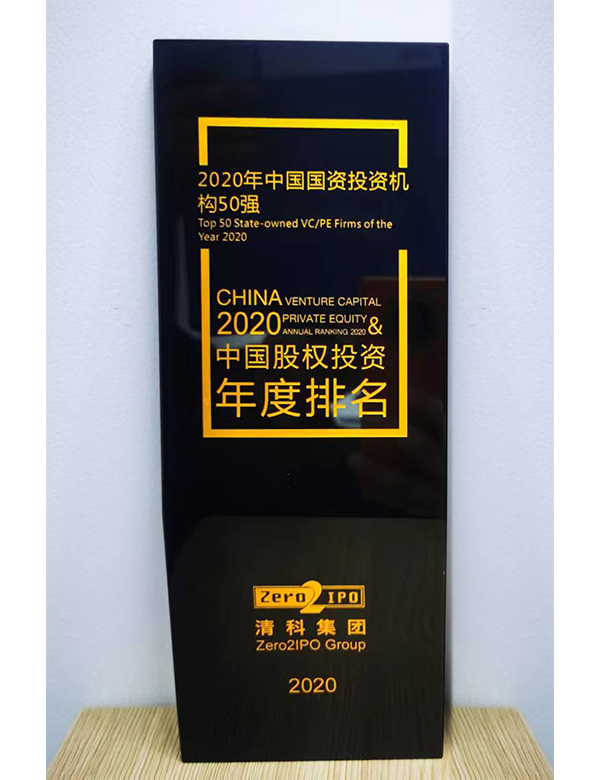 2020年中国国资投资机
构50强
Top 50 State-owned VC/PE Firms of the
Year 2020
CHINA VENTURE CAPITAL
2020 PRIVATE EQUITY
ANNUAL RANKING 2020 &
中国股权投资
年度排名
Zero2IPO
清科集团
Zero2IPO Group
2020